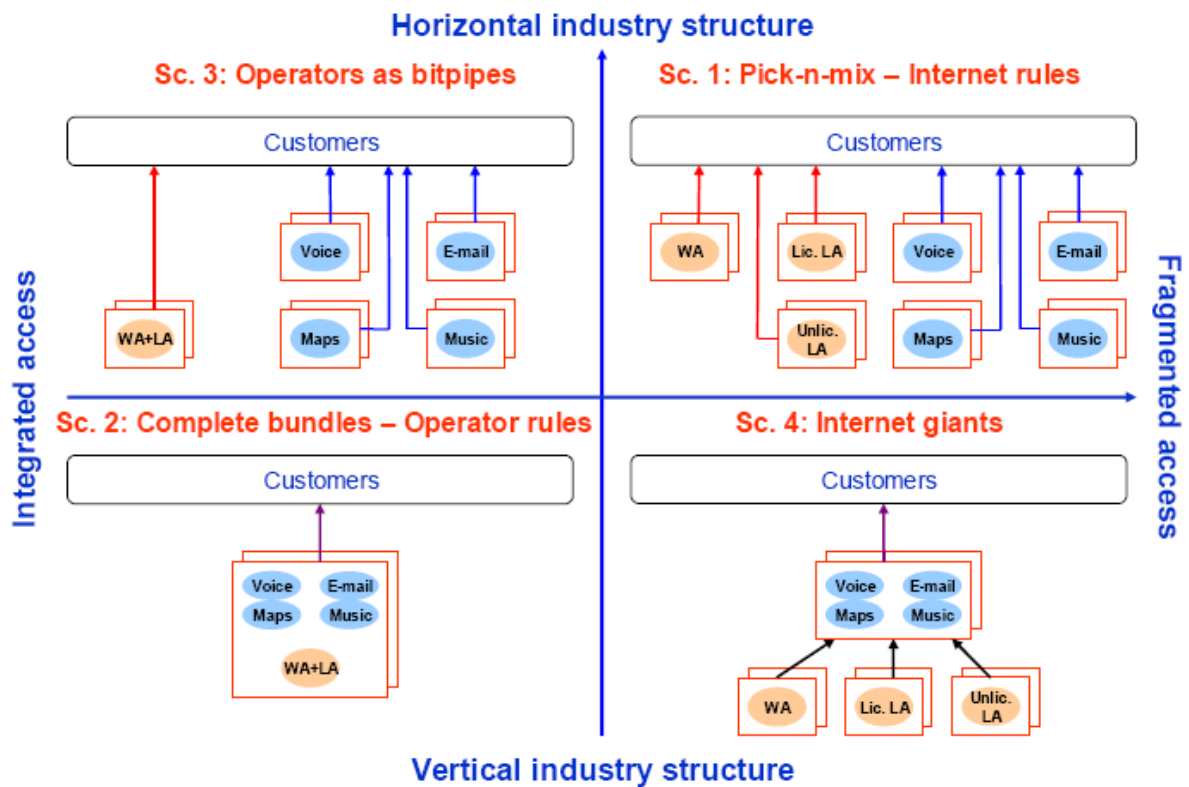 Horizontal industry structure
Sc. 3: Operators as bitpipes
Customers
Voice
E-mail
WA+LA
Maps
Music
Sc. 1: Pick-n-mix – Internet rules
Customers
WA
Lic. LA
Voice
E-mail
Unlic.
LA
Maps
Music
Integrated access
Fragmented access
Sc. 2: Complete bundles – Operator rules
Customers
Voice
E-mail
Maps
Music
WA+LA
Sc. 4: Internet giants
Customers
Voice
E-mail
Maps
Music
WA
Lic. LA
Unlic.
LA
Vertical industry structure